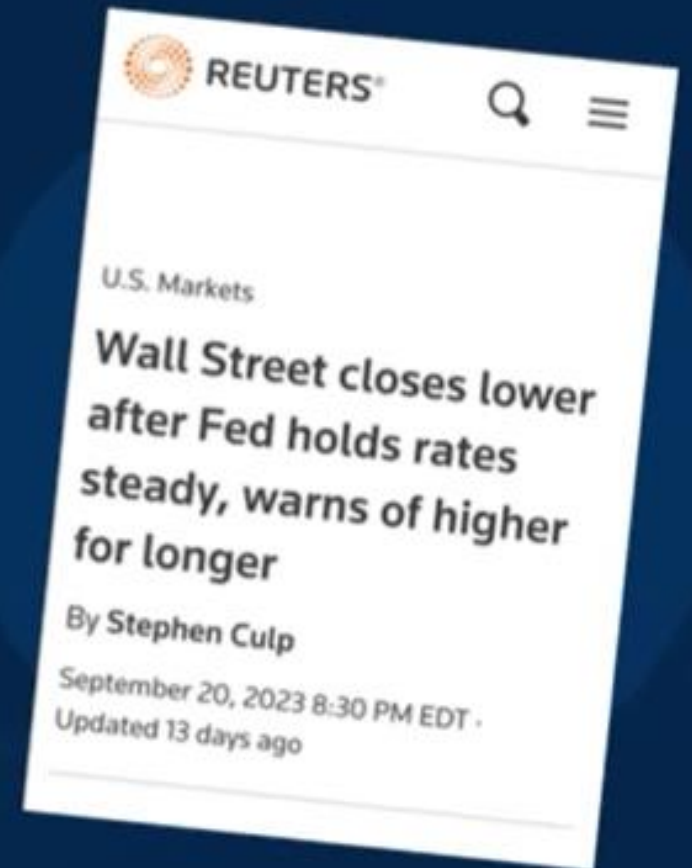 REUTERS®
U.S. Markets
Wall Street closes lower
after Fed holds rates
steady, warns of higher
for longer
By Stephen Culp
September 20, 2023 8:30 PM EDT ·
Updated 13 days ago